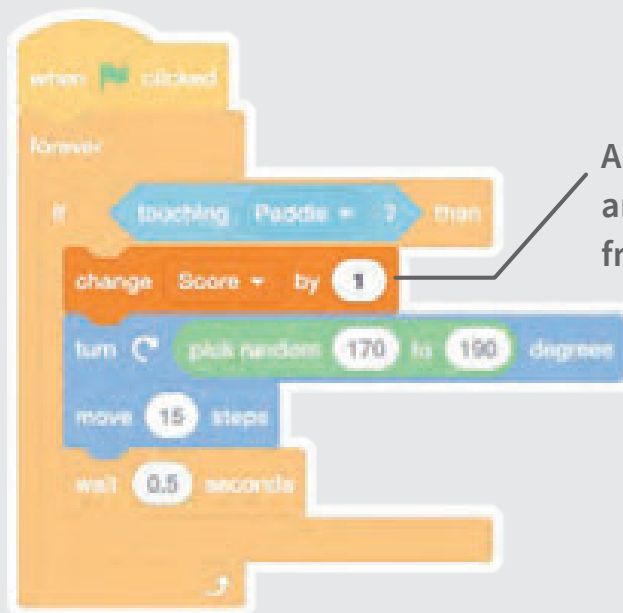 when clicked
forever
if touching Paddle ? then
change Score by 1
turn pick random 170 to 190 degrees
move 15 steps
wait 0.5 seconds
A
fr